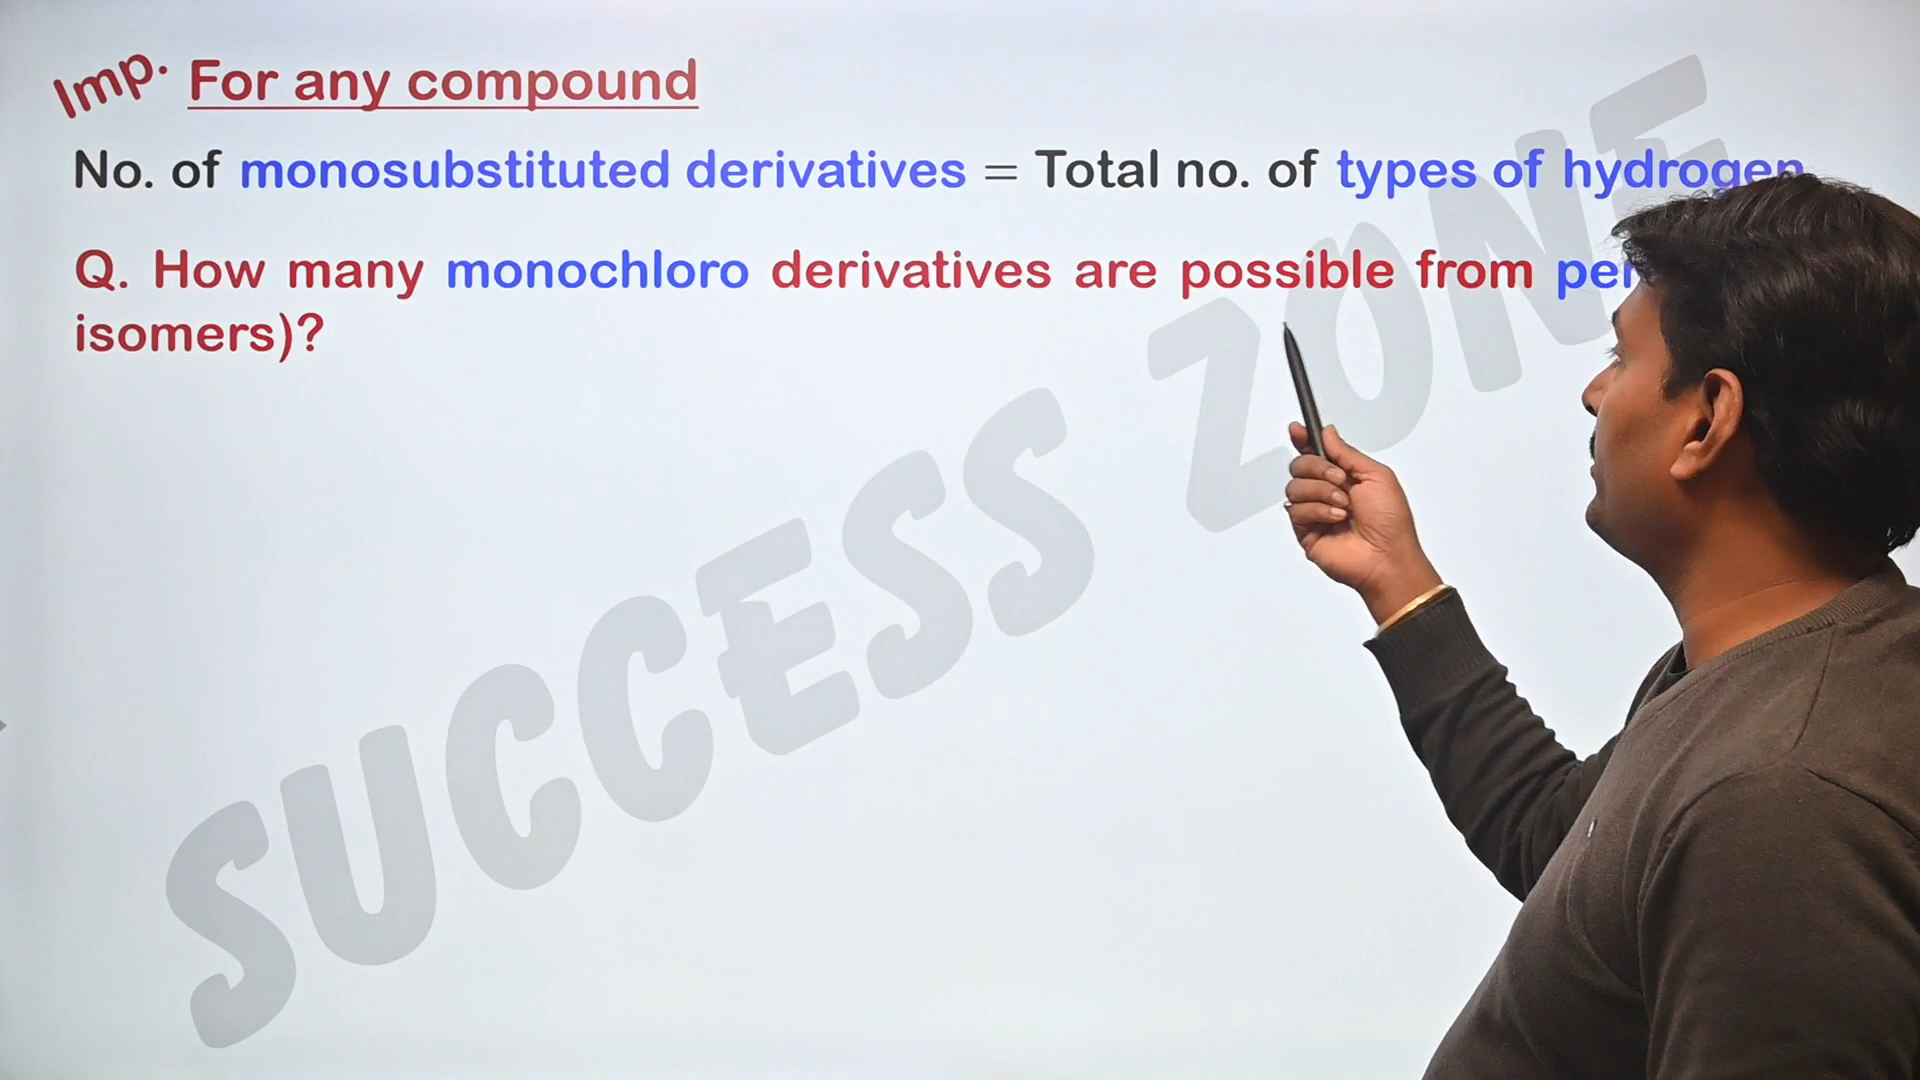 Imp. For any compound
No. of monosubstituted derivatives = Total no. of types of hydrogen
Q. How many monochloro derivatives are possible from
isomers)?
SUCCESS ZONE